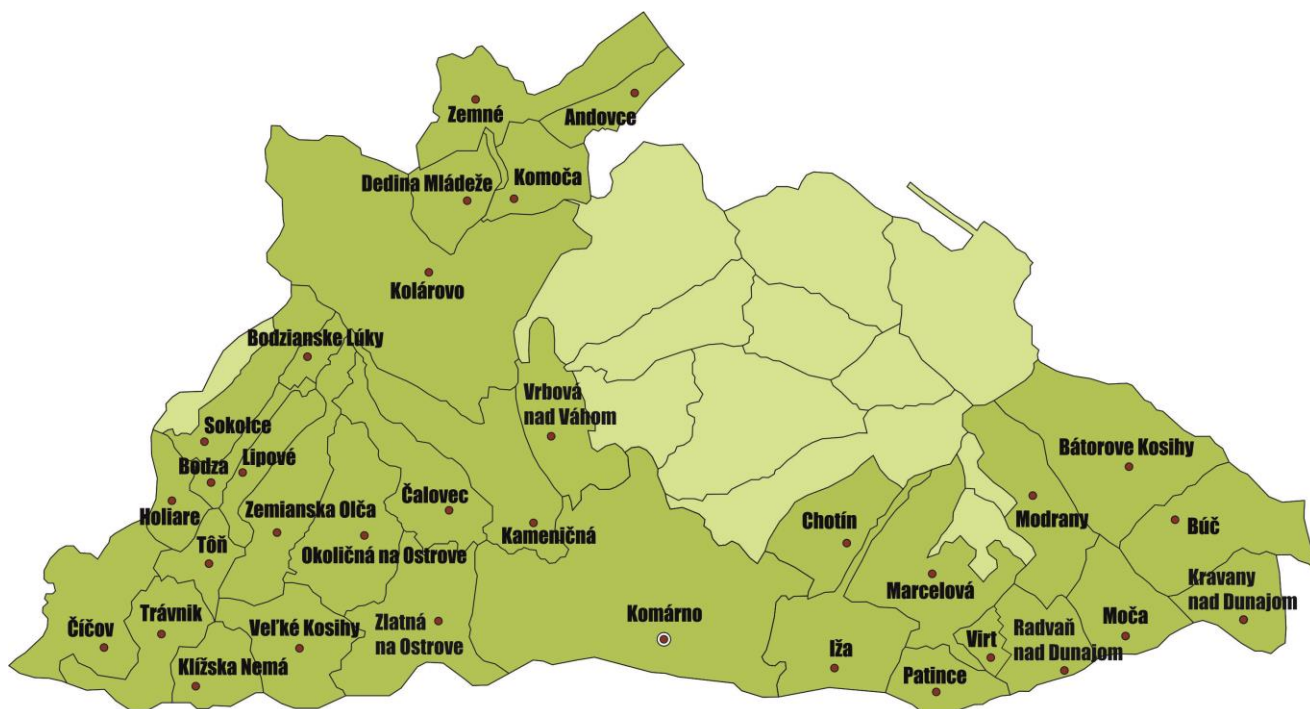 Zemné
Andovce
Dedina Mládeže
Komoča
Kolárovo
Bodzianske Lúky
Vrbová
nad Váhom
Sokolce
Bodza
Lipové
Holiare
Zemianska Olča
Čalovec
Okoličná na Ostrove
Kameničná
Tôň
Chotín
Bátorove Kosihy
Modrany
Búč
Marcelová
Kravany
nad Dunajom
Číčov
Trávnik
Veľké Kosihy
Zlatná
na Ostrove
Komárno
Klížska Nemá
Iža
Virt
Radvaň
nad Dunajom
Moča
Patince